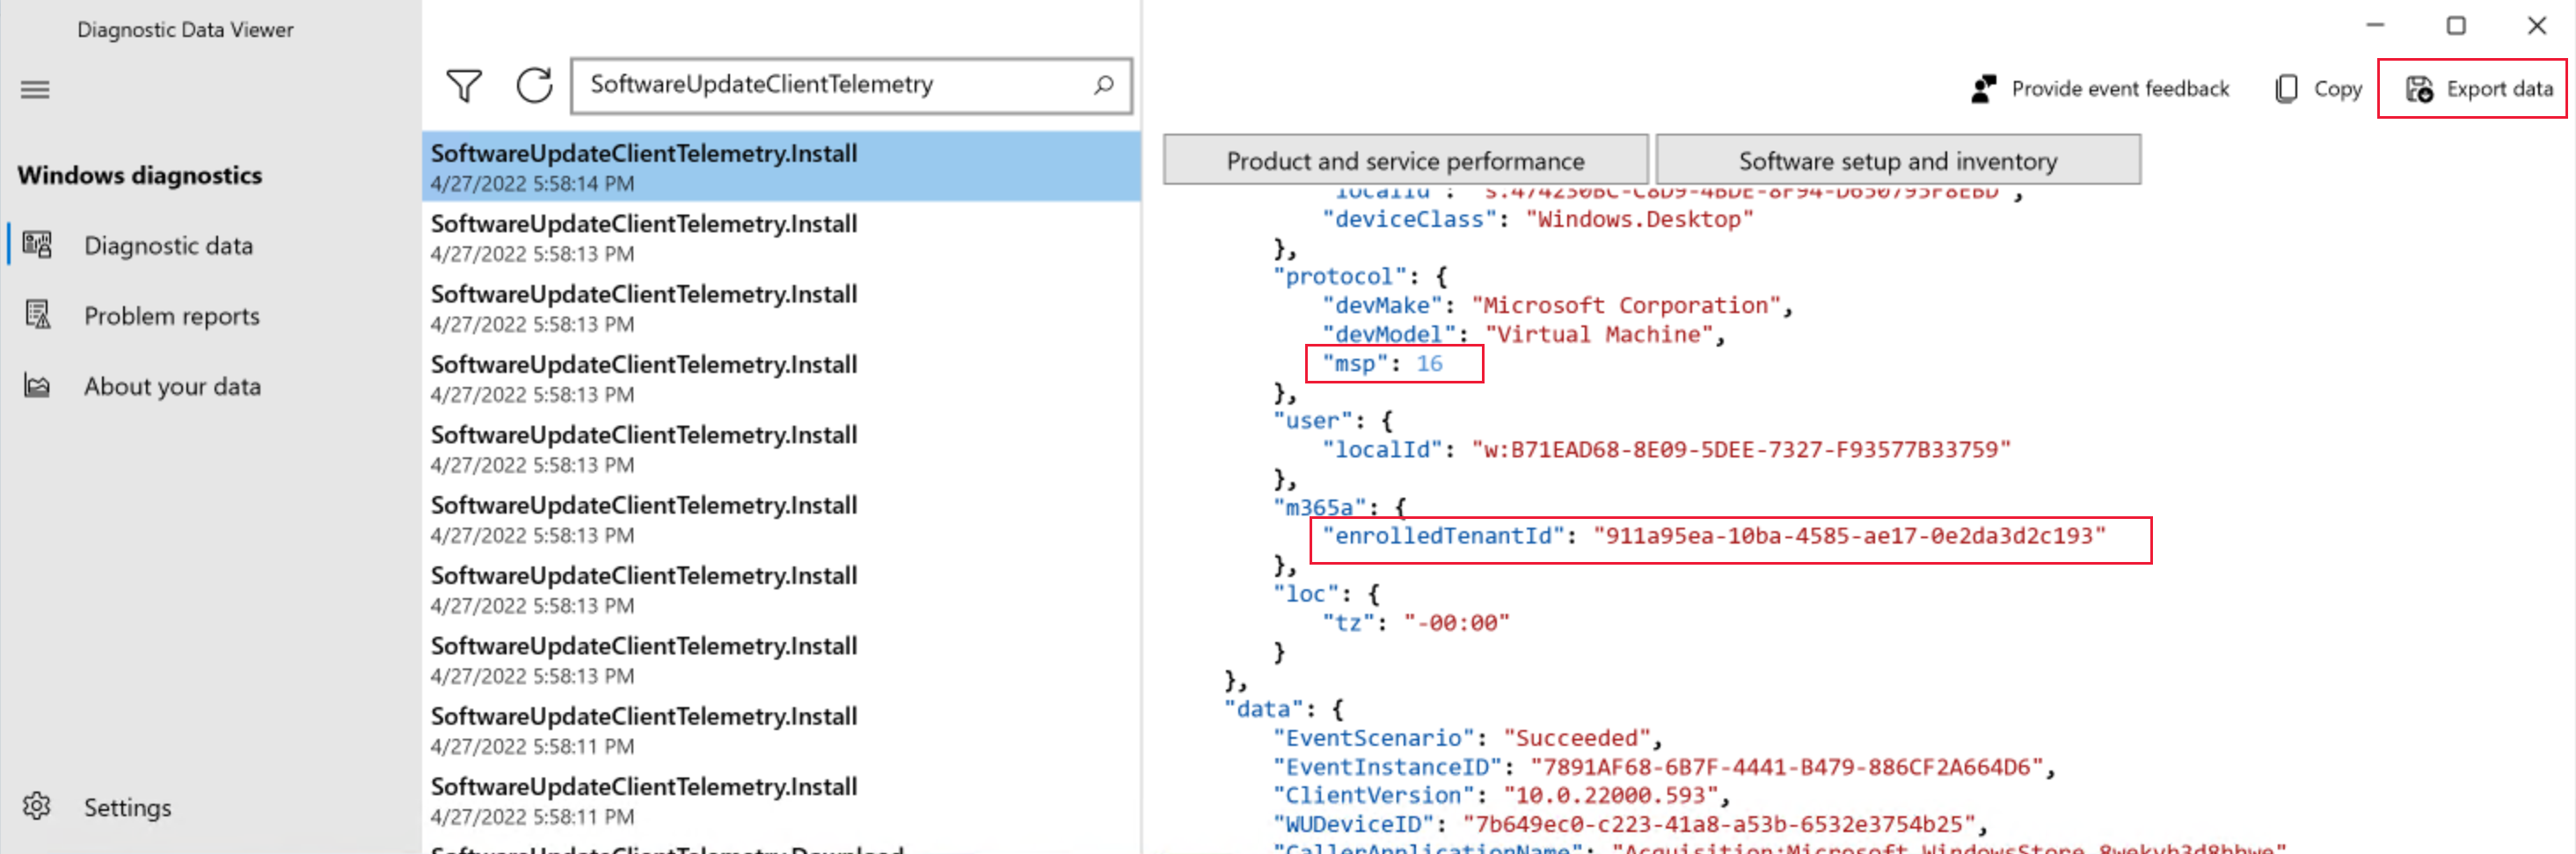 Diagnostic Data Viewer
Windows diagnostics
Diagnostic data
Problem reports
About your data
Settings
SoftwareUpdateClientTelemetry
SoftwareUpdateClientTelemetry.Install
4/27/2022 5:58:14 PM
SoftwareUpdateClientTelemetry.Install
4/27/2022 5:58:13 PM
SoftwareUpdateClientTelemetry.Install
4/27/2022 5:58:13 PM
SoftwareUpdateClientTelemetry.Install
4/27/2022 5:58:13 PM
SoftwareUpdateClientTelemetry.Install
4/27/2022 5:58:13 PM
SoftwareUpdateClientTelemetry.Install
4/27/2022 5:58:13 PM
SoftwareUpdateClientTelemetry.Install
4/27/2022 5:58:13 PM
SoftwareUpdateClientTelemetry.Install
4/27/2022 5:58:13 PM
SoftwareUpdateClientTelemetry.Install
4/27/2022 5:58:11 PM
SoftwareUpdateClientTelemetry.Install
4/27/2022 5:58:11 PM
SoftwareUpdateClientTelemetry.Download
Provide event feedback
Copy
Export data
Product and service performance
Software setup and inventory
"deviceClass": "Windows.Desktop"
},
"protocol": {
"devMake": "Microsoft Corporation",
"devModel": "Virtual Machine",
"msp": 16
},
"user": {
"localId": "w:B71EAD68-8E09-5DEE-7327-F93577B33759"
},
"m365a": {
"enrolledTenantId": "911a95ea-10ba-4585-ae17-0e2da3d2c193"
},
"loc": {
"tz": "-00:00"
}
},
"data": {
"EventScenario": "Succeeded",
"EventInstanceID": "7891AF68-6B7F-4441-B479-886CF2A664D6",
"ClientVersion": "10.0.22000.593",
"WUDeviceID": "7b649ec0-c223-41a8-a53b-6532e3754b25",
"CallerApplicationName": "Acquisition;Microsoft.WindowsStore_8wekyb3d8bbwe"